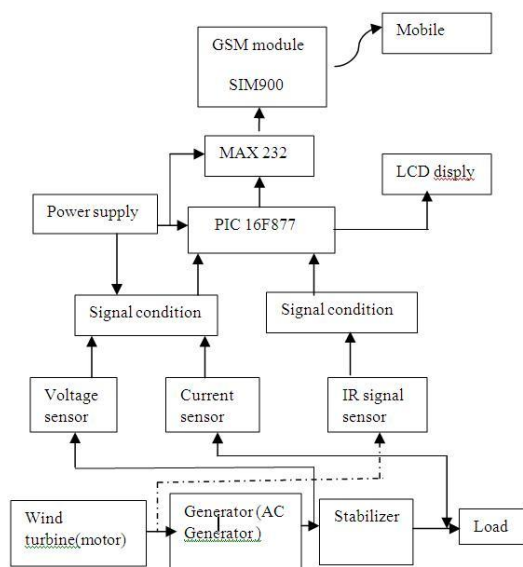 GSM module
SIM900
Mobile
MAX 232
LCD disply
Power supply
PIC 16F877
Signal condition
Signal condition
Voltage
sensor
Current
sensor
IR signal
sensor
Wind
turbine(motor)
Generator (AC
Generator )
Stabilizer
Load